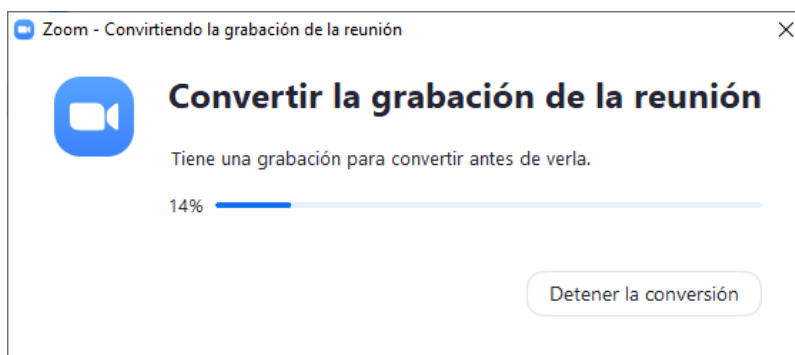 Zoom - Convirtiendo la grabación de la reunión
Convertir la grabación de la reunión
Tiene una grabación para convertir antes de verla.
14%
Detener la conversión